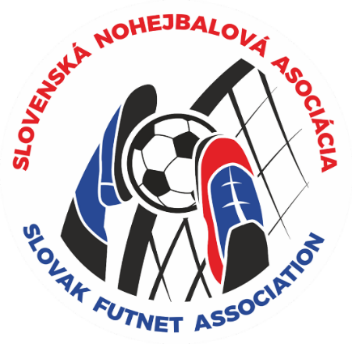 SLOVENSKÁ NOHEJBALOVÁ ASOCIÁCIA
SLOVAK FUTNET ASSOCIATION